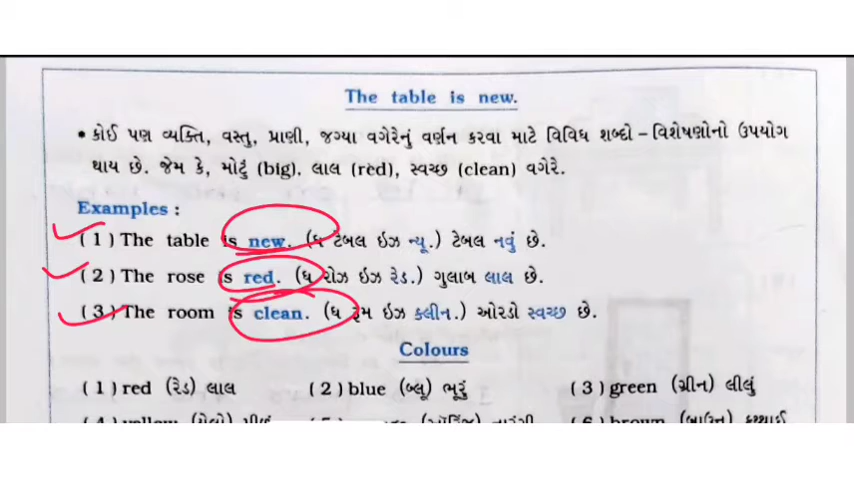 The table is new.
• કોઈ પણ વ્યક્તિ, વસ્તુ, પ્રાણી, જગ્યા વગેરેનું વર્ણન કરવા માટે વિવિધ શબ્દો – વિશેષણોનો ઉપયોગ
થાય છે. જેમ કે, મોટું (big). લાલ (red), સ્વચ્છ (clean) વગેરે.
Examples :
(1) The table is new. (ધ ટેબલ ઇઝ ન્યૂ.) ટેબલ નવું છે.
(2) The rose is red. (ધ રોઝ ઇઝ રેડ.) ગુલાબ લાલ છે.
(3) The room is clean. (ધ રૂમ ઇઝ ક્લીન.) ઓરડો સ્વચ્છ છે.
Colours
(1) red (રેડ) લાલ (2) blue (બ્લૂ) ભૂરું (3) green (ગ્રીન) લીલું